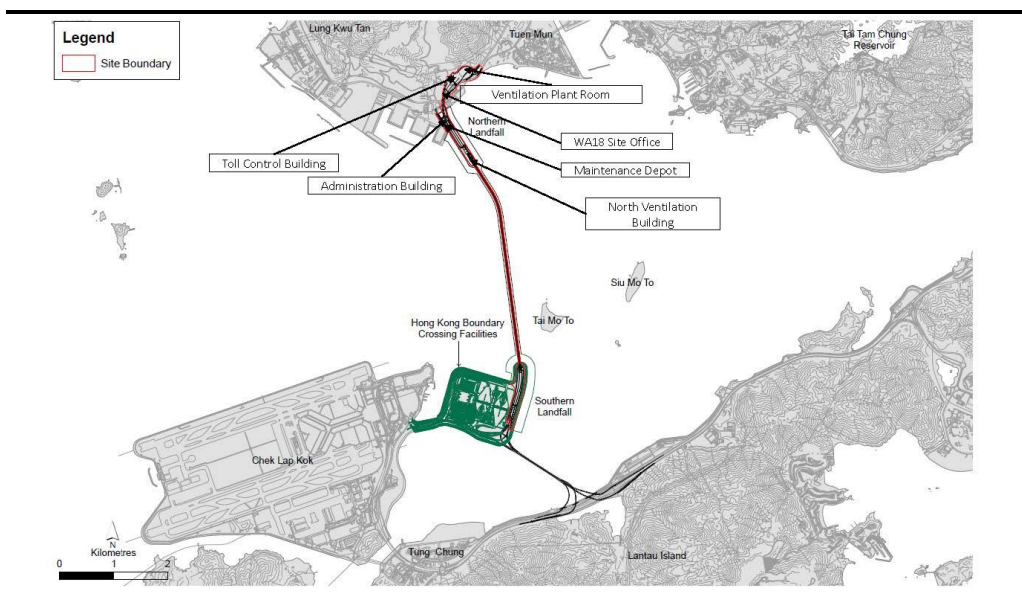 Legend
Site Boundary
Lung Kwu Tan
Tuen Mun
Tai Tam Chung
Reservoir
Ventilation Plant Room
Northern
Landfall
WA18 Site Office
Toll Control Building
Maintenance Depot
Administration Building
North Ventilation
Building
Siu Mo To
Tai Mo To
Hong Kong Boundary
Crossing Facilities
Southern
Landfall
Chek Lap Kok
N
Kilometres
0 1 2
Tung Chung
Lantau Island